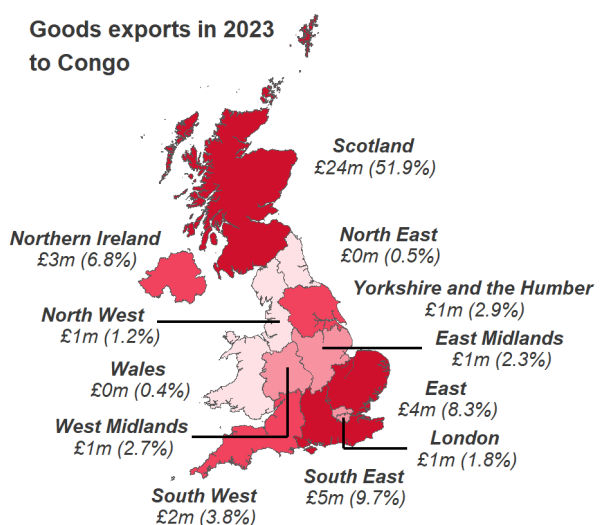 Goods exports in 2023
to Congo
Scotland
£24m (51.9%)
Northern Ireland
£3m (6.8%)
North East
£0m (0.5%)
Yorkshire and the Humber
£1m (2.9%)
North West
£1m (1.2%)
East Midlands
£1m (2.3%)
Wales
£0m (0.4%)
East
£4m (8.3%)
West Midlands
£1m (2.7%)
London
£1m (1.8%)
South East
£5m (9.7%)
South West
£2m (3.8%)